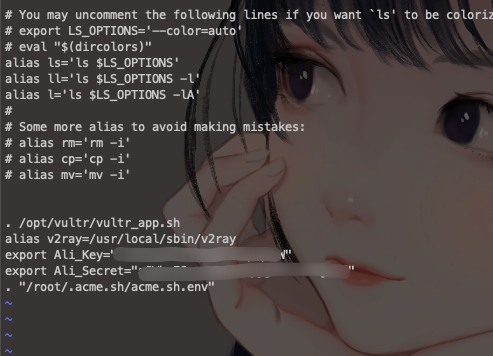 # You may uncomment the following lines if you want `ls' to be coloriz
# export LS_OPTIONS='--color=auto'
# eval "$(dircolors)"
alias ls='ls $LS_OPTIONS'
alias ll='ls $LS_OPTIONS -l'
alias l='ls $LS_OPTIONS -lA'
#
# Some more alias to avoid making mistakes:
# alias rm='rm -i'
# alias cp='cp -i'
# alias mv='mv -i'
. /opt/vultr/vultr_app.sh
alias v2ray=/usr/local/sbin/v2ray
export Ali_Key="
export Ali_Secret="
. "/root/.acme.sh/acme.sh.env"
~
~
~
~